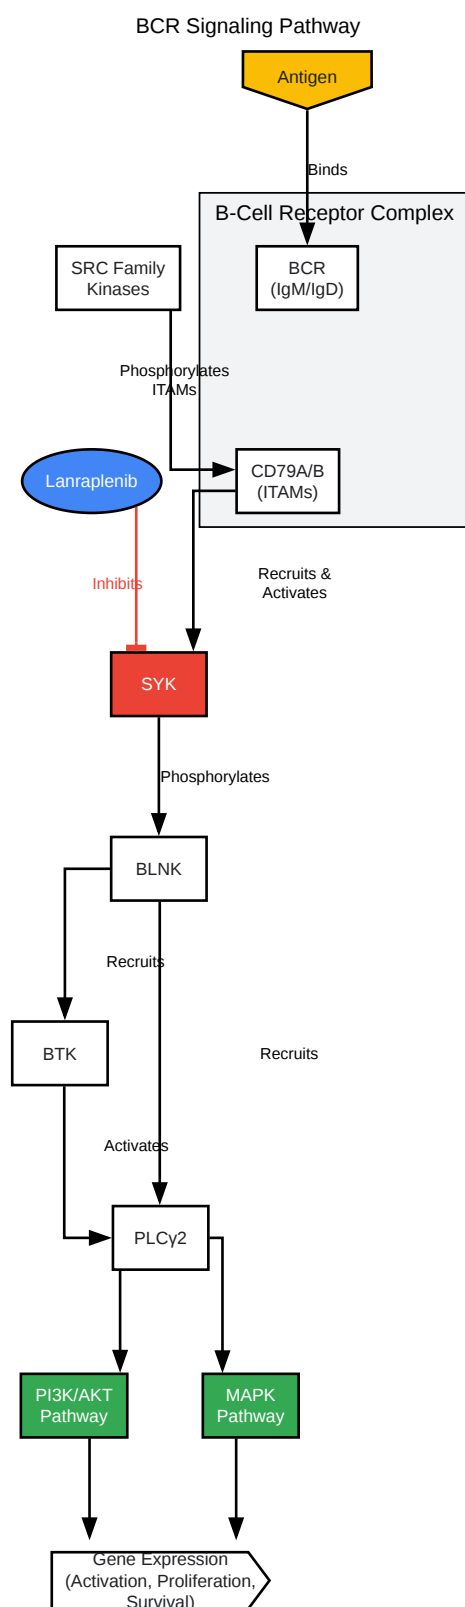 BCR Signaling Pathway
Antigen
Binds
B-Cell Receptor Complex
SRC Family
Kinases
BCR
(IgM/IgD)
Phosphorylates
ITAMs
Lanraplenib
CD79A/B
(ITAMs)
Inhibits
Recruits &
Activates
SYK
Phosphorylates
BLNK
Recruits
BTK
Recruits
Activates
PLCγ2
PI3K/AKT
Pathway
MAPK
Pathway
Gene Expression
(Activation, Proliferation,
Survival)